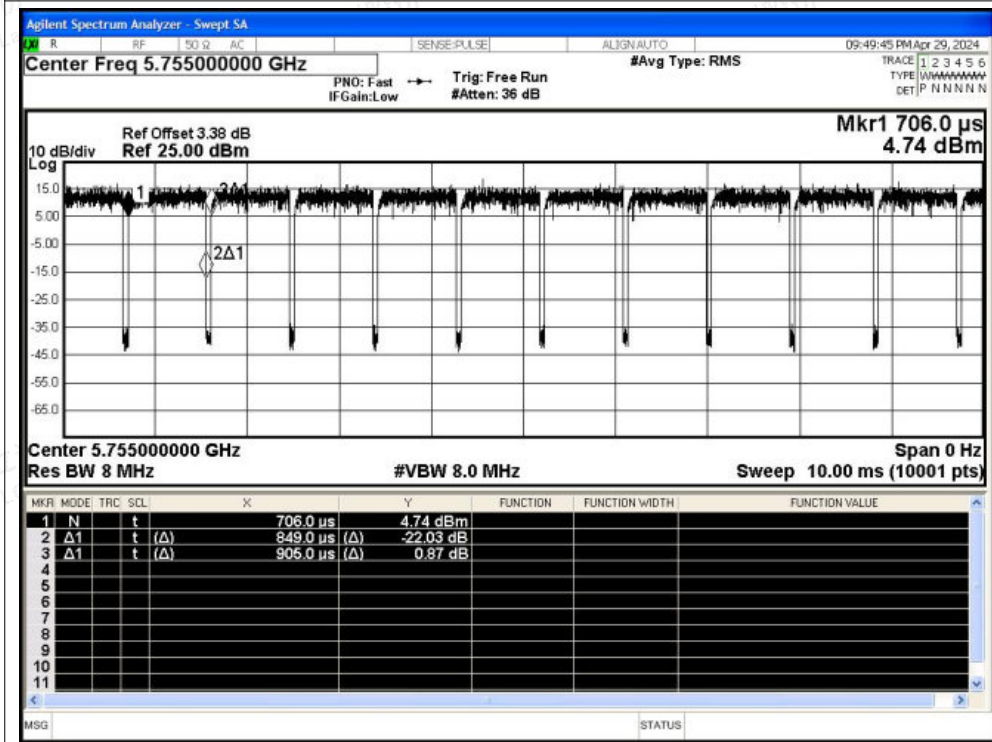 Agilent Spectrum Analyzer - Swept SA
LXI R RF 50 Ω AC SENSE:PULSE ALIGN AUTO 09:49:45 PM Apr 29, 2024
Center Freq 5.755000000 GHz #Avg Type: RMS TRACE 1 2 3 4 5 6
PNO: Fast Trig: Free Run TYPE WWWWWW
IFGain:Low #Atten: 36 dB DET P N N N N N
Mkr1 706.0 µs
Ref Offset 3.38 dB
10 dB/div Ref 25.00 dBm 4.74 dBm
Log
15.0
1
3Δ1
5.00
-5.00
2Δ1
-15.0
-25.0
-35.0
-45.0
-55.0
-65.0
Center 5.755000000 GHz Span 0 Hz
Res BW 8 MHz #VBW 8.0 MHz Sweep 10.00 ms (10001 pts)
MKR MODE TRC SCL X Y FUNCTION FUNCTION WIDTH FUNCTION VALUE
1 N t 706.0 µs 4.74 dBm
2 Δ1 t (Δ) 849.0 µs (Δ) -22.03 dB
3 Δ1 t (Δ) 905.0 µs (Δ) 0.87 dB
4
5
6
7
8
9
10
11
MSG STATUS